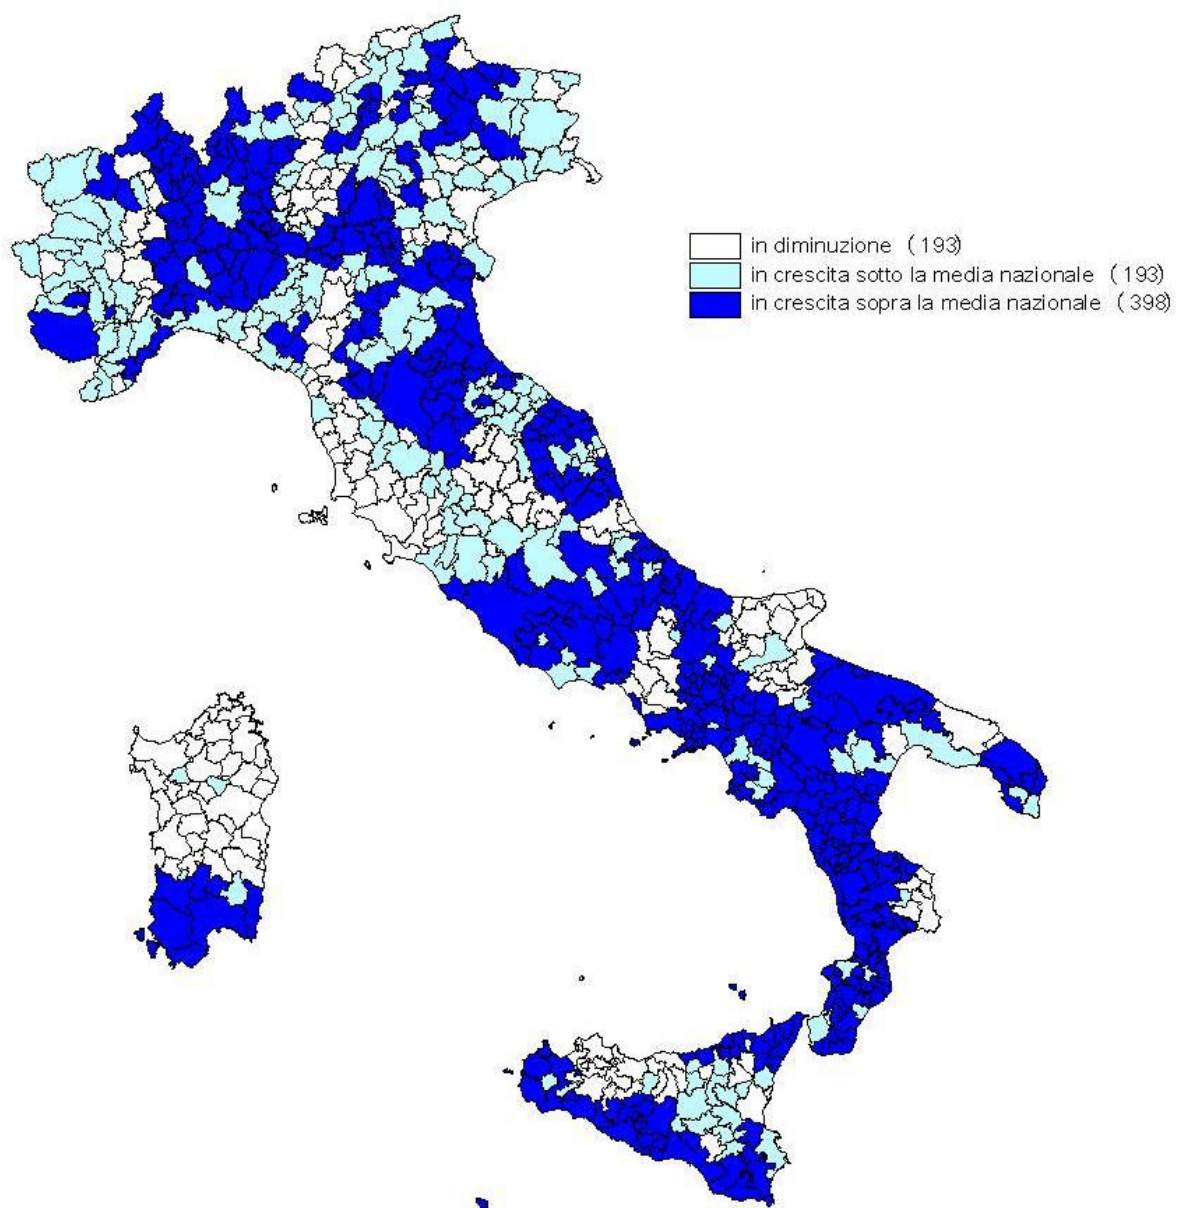 in diminuzione (193)
in crescita sotto la media nazionale (193)
in crescita sopra la media nazionale (398)